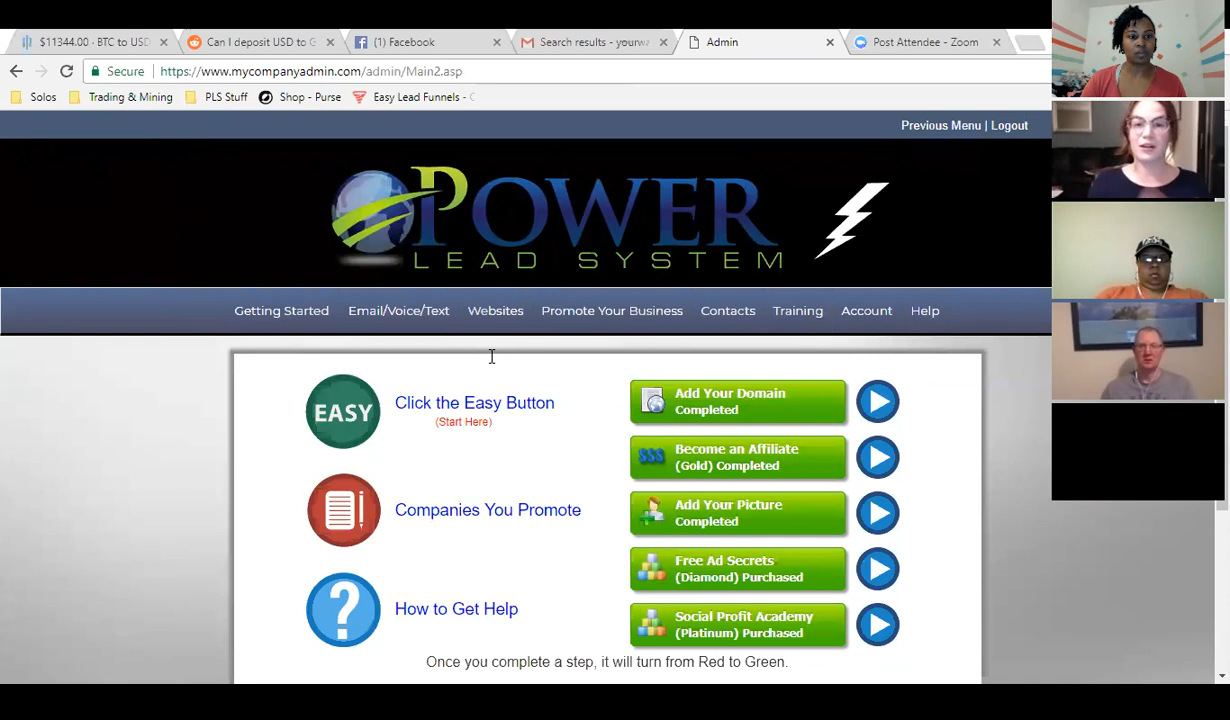 $11344.00 - BTC to USD
Can I deposit USD to G
(1) Facebook
Search results - yourwa
Admin
Post Attendee - Zoom
Secure
https://www.mycompanyadmin.com/admin/Main2.asp
Solos
Trading & Mining
PLS Stuff
Shop - Purse
Easy Lead Funnels - C
Previous Menu | Logout
POWER
LEAD SYSTEM
Getting Started
Email/Voice/Text
Websites
Promote Your Business
Contacts
Training
Account
Help
EASY
Click the Easy Button
(Start Here)
Companies You Promote
How to Get Help
Add Your Domain
Completed
$$$
Become an Affiliate
(Gold) Completed
Add Your Picture
Completed
Free Ad Secrets
(Diamond) Purchased
Social Profit Academy
(Platinum) Purchased
Once you complete a step, it will turn from Red to Green.